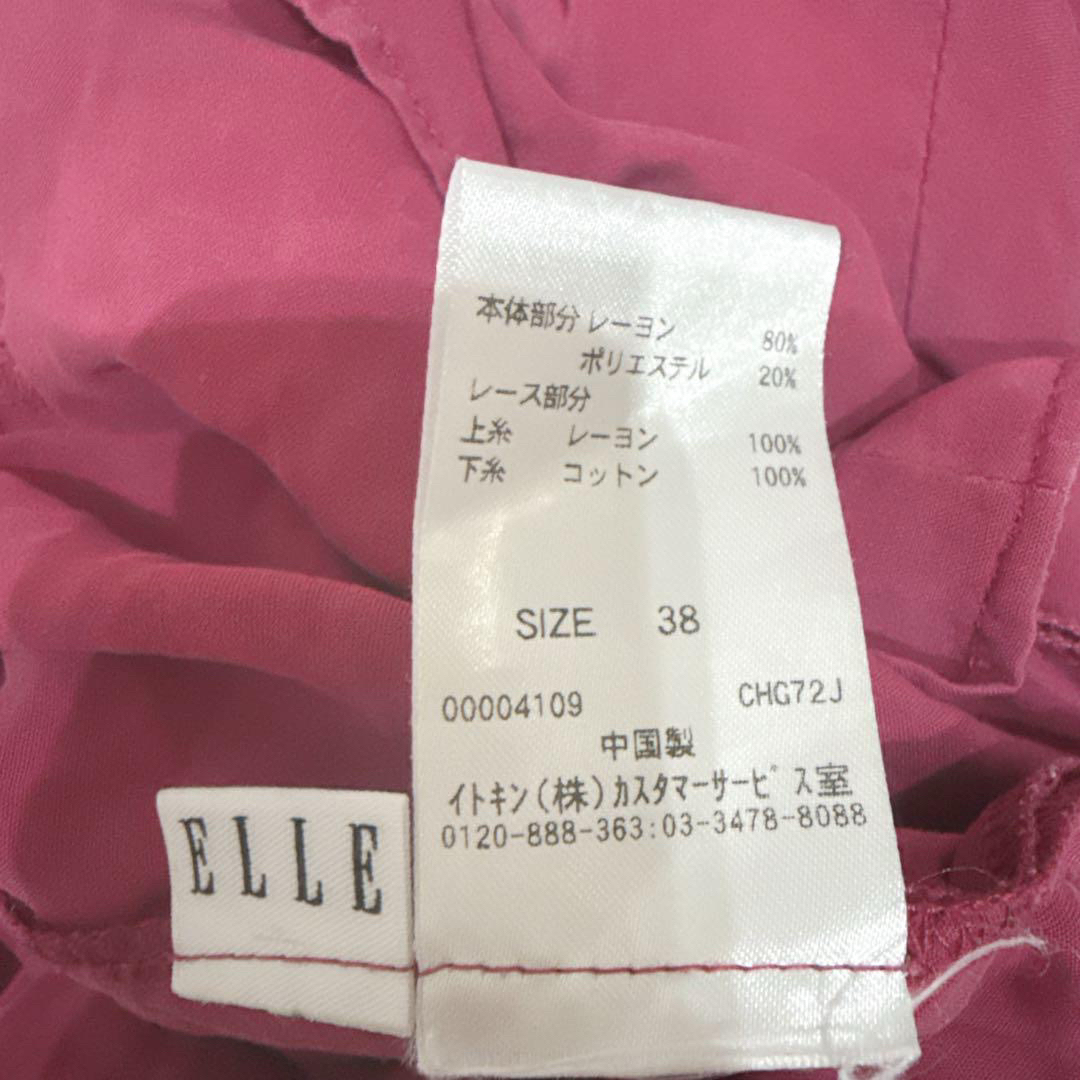 本体部分 レーヨン 80%
ポリエステル 20%
レース部分
上糸 レーヨン 100%
下糸 コットン 100%
SIZE 38
00004109 CHG72J
中国製
イトキン(株)カスタマーサービス室
0120-888-363:03-3478-8088
ELLE